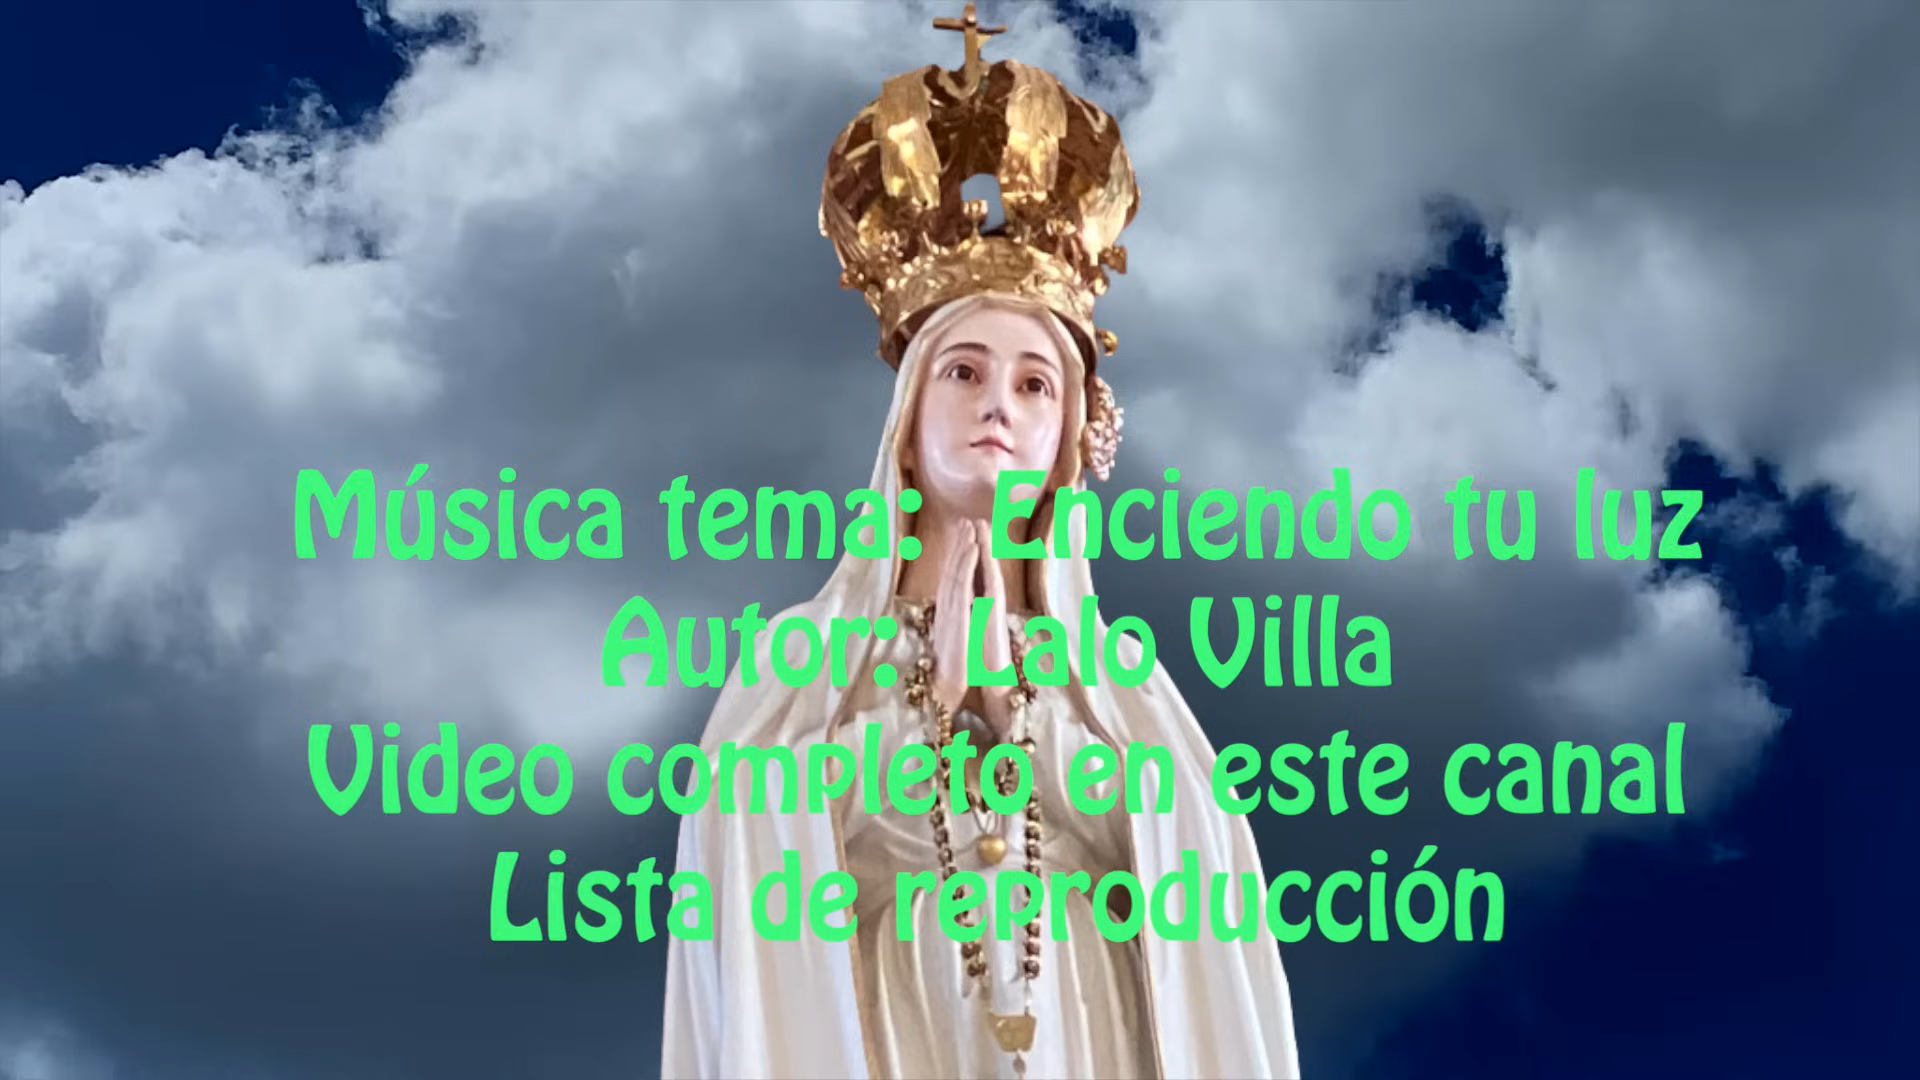 Música tema: Enciendo tu luz
Autor: Lalo Villa
Video completo en este canal
Lista de reproducción